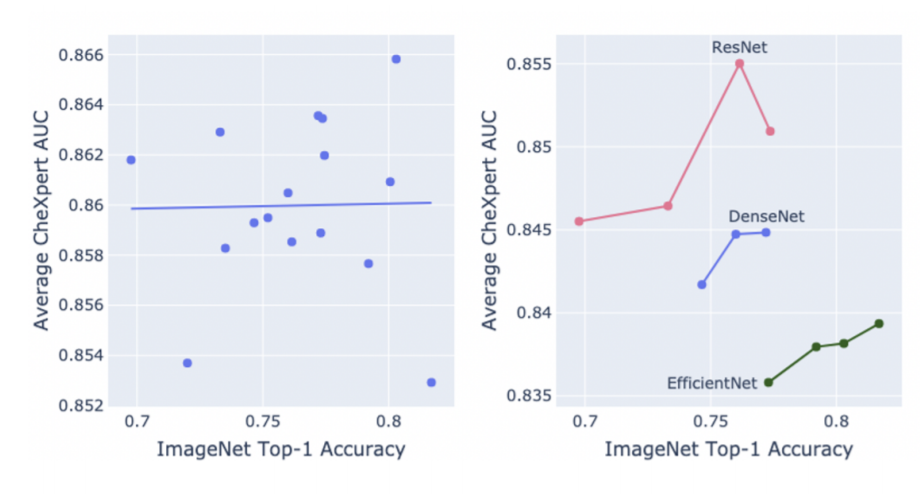 Average CheXpert AUC
0.866
0.864
0.862
0.86
0.858
0.856
0.854
0.852
0.7
0.75
0.8
ImageNet Top-1 Accuracy
Average CheXpert AUC
0.855
0.85
0.845
0.84
0.835
ResNet
DenseNet
EfficientNet
0.7
0.75
0.8
ImageNet Top-1 Accuracy